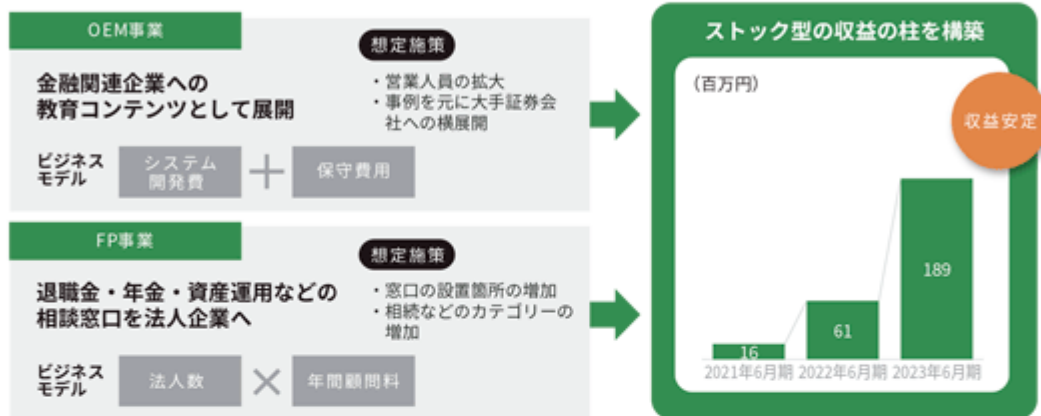 OEM事業
金融関連企業への
教育コンテンツとして展開
ビジネス
モデル
システム
開発費
＋
保守費用
想定施策
・営業人員の拡大
・事例を元に大手証券会
社への横展開
FP事業
退職金・年金・資産運用などの
相談窓口を法人企業へ
ビジネス
モデル
法人数
×
年間顧問料
想定施策
・窓口の設置箇所の増加
・相続などのカテゴリーの
増加
ストック型の収益の柱を構築
（百万円）
収益安定
16
61
189
2021年6月期
2022年6月期
2023年6月期